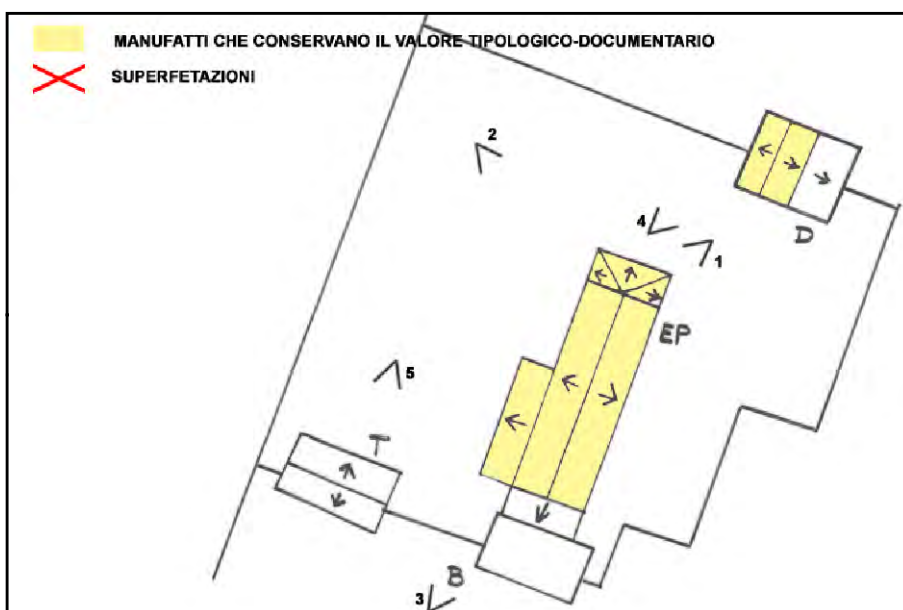 MANUFATTI CHE CONSERVANO IL VALORE TIPOLOGICO-DOCUMENTARIO
SUPERFETAZIONI
2
4
1
D
EP
5
T
B
3